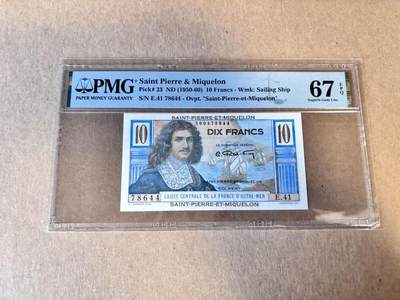 PMG Saint Pierre & Miquelon
Pick# 23 ND (1950-60) 10 Francs - Wmk: Sailing Ship
PAPER MONEY GUARANTY S/N E.41 78644 - Ovpt. "Saint-Pierre-et-Miquelon"
67 EPQ
Superb Gem Unc
SAINT-PIERRE-ET-MIQUELON
10 DIX FRANCS 10
78644 CAISSE CENTRALE DE LA FRANCE D'OUTRE-MER E.41
SAINT-PIERRE-ET-MIQUELON